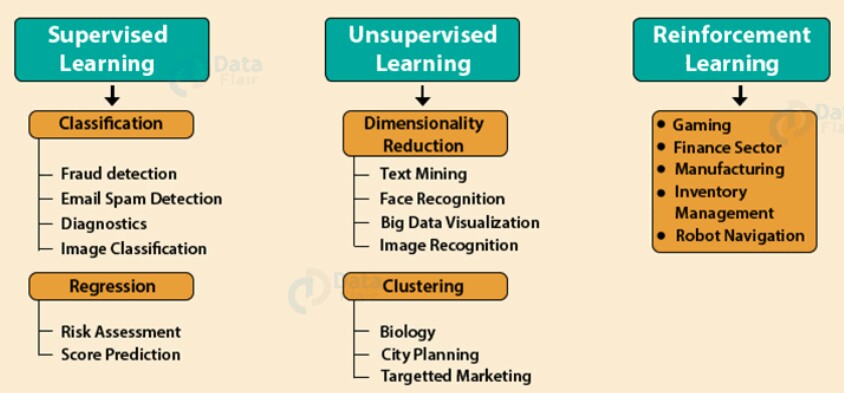 Supervised
Learning
Classification
Fraud detection
Email Spam Detection
Diagnostics
Image Classification
Regression
Risk Assessment
Score Prediction
Unsupervised
Learning
Dimensionality
Reduction
Text Mining
Face Recognition
Big Data Visualization
Image Recognition
Clustering
Biology
City Planning
Targetted Marketing
Reinforcement
Learning
Gaming
Finance Sector
Manufacturing
Inventory
Management
Robot Navigation
Data
Flair
Data